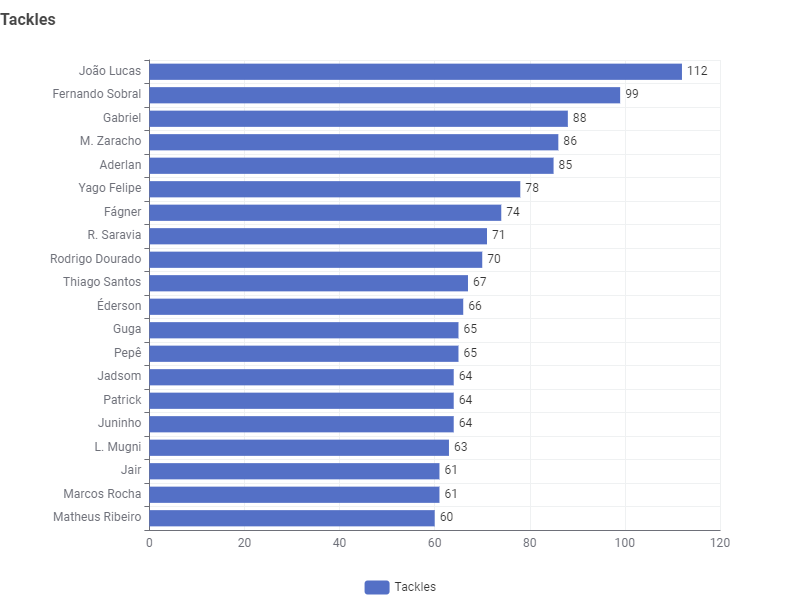 Tackles
João Lucas 112
Fernando Sobral 99
Gabriel 88
M. Zaracho 86
Aderlan 85
Yago Felipe 78
Fágner 74
R. Saravia 71
Rodrigo Dourado 70
Thiago Santos 67
Éderson 66
Guga 65
Pepê 65
Jadsom 64
Patrick 64
Juninho 64
L. Mugni 63
Jair 61
Marcos Rocha 61
Matheus Ribeiro 60
0 20 40 60 80 100 120
Tackles